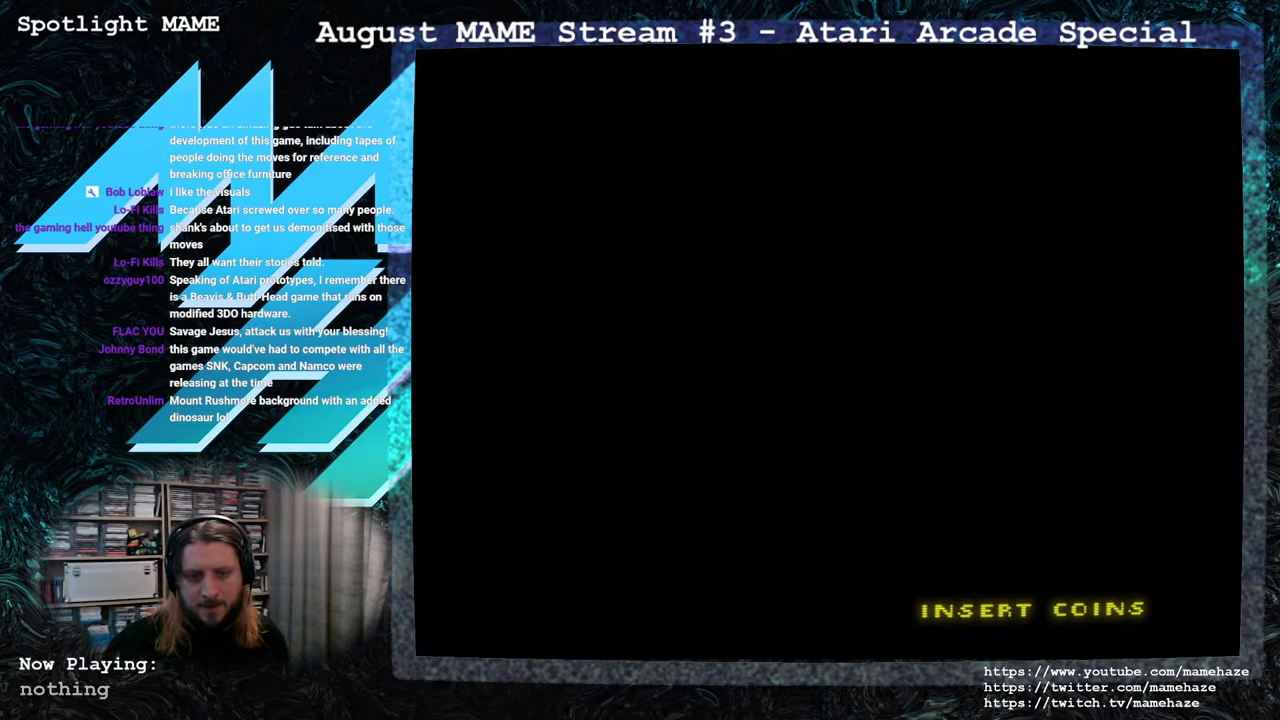 Spotlight MAME
August MAME Stream #3 - Atari Arcade Special
development of this game, including tapes of
people doing the moves for reference and
breaking office furniture
Bob Loblaw i like the visuals
Lo-Fi Kills Because Atari screwed over so many people.
the gaming hell youtube thing shank's about to get us demonitised with those
moves
Lo-Fi Kills They all want their stories told.
ozzyguy100 Speaking of Atari prototypes, I remember there
is a Beavis & Butt-Head game that runs on
modified 3DO hardware.
FLAC YOU Savage Jesus, attack us with your blessing!
Johnny Bond this game would've had to compete with all the
games SNK, Capcom and Namco were
releasing at the time
RetroUnlim Mount Rushmore background with an added
dinosaur lol
INSERT COINS
Now Playing:
nothing
https://www.youtube.com/mamehaze
https://twitter.com/mamehaze
https://twitch.tv/mamehaze